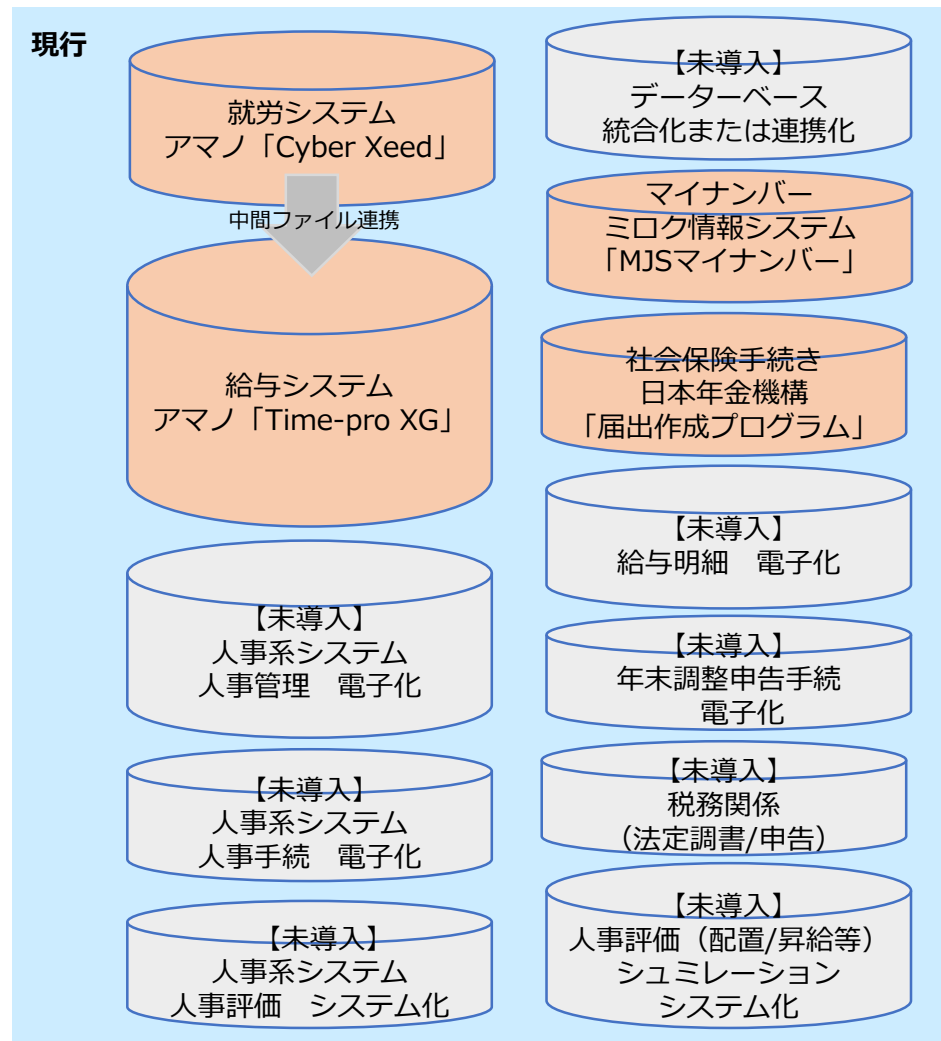 現行
就労システム
アマノ「Cyber Xeed」
中間ファイル連携
給与システム
アマノ「Time-pro XG」
【未導入】
人事系システム
人事管理　電子化
【未導入】
人事系システム
人事手続　電子化
【未導入】
人事系システム
人事評価　システム化
【未導入】
データーベース
統合化または連携化
マイナンバー
ミロク情報システム
「MJSマイナンバー」
社会保険手続き
日本年金機構
「届出作成プログラム」
【未導入】
給与明細　電子化
【未導入】
年末調整申告手続
電子化
【未導入】
税務関係
（法定調書/申告）
【未導入】
人事評価（配置/昇給等）
シュミレーション
システム化